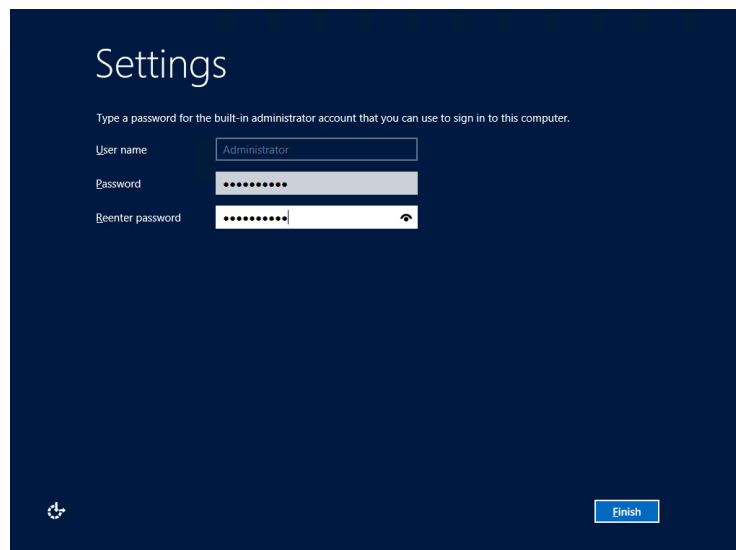 Settings
Type a password for the built-in administrator account that you can use to sign in to this computer.
User name Administrator
Password ●●●●●●●●●●
Reenter password ●●●●●●●●●●
Finish